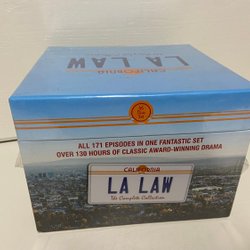 CALIFORNIA
LA LAW
ALL 171 EPISODES IN ONE FANTASTIC SET
OVER 130 HOURS OF CLASSIC AWARD-WINNING DRAMA
CALIFORNIA
LA LAW
The Complete Collection